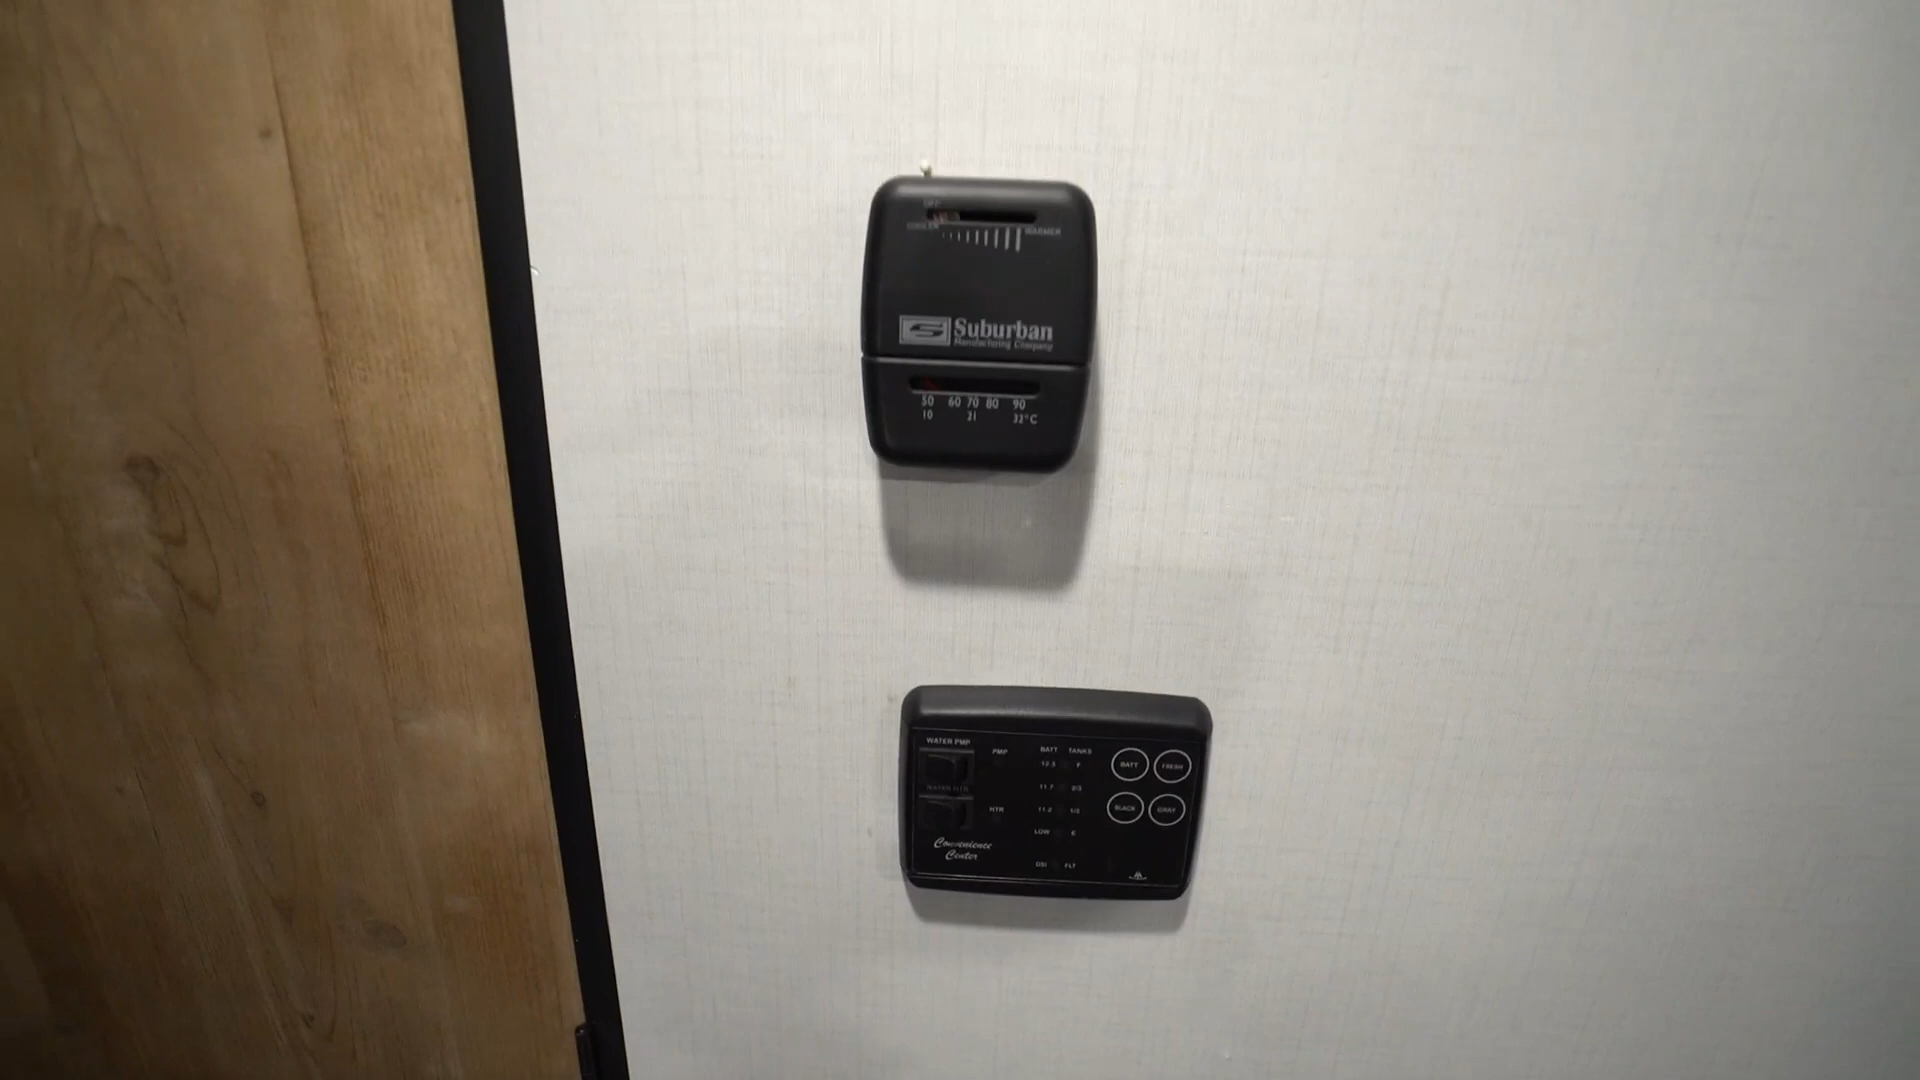 OFF
COOLER WARMER
Suburban
Manufacturing Company
50 60 70 80 90
10 21 32°C
WATER PMP PMP BATT TANKS
12.3 F BATT FRESH
WATER HTR 11.7 2/3
HTR 11.2 1/3 BLACK GRAY
LOW E
Convenience
Center
DSI FLT